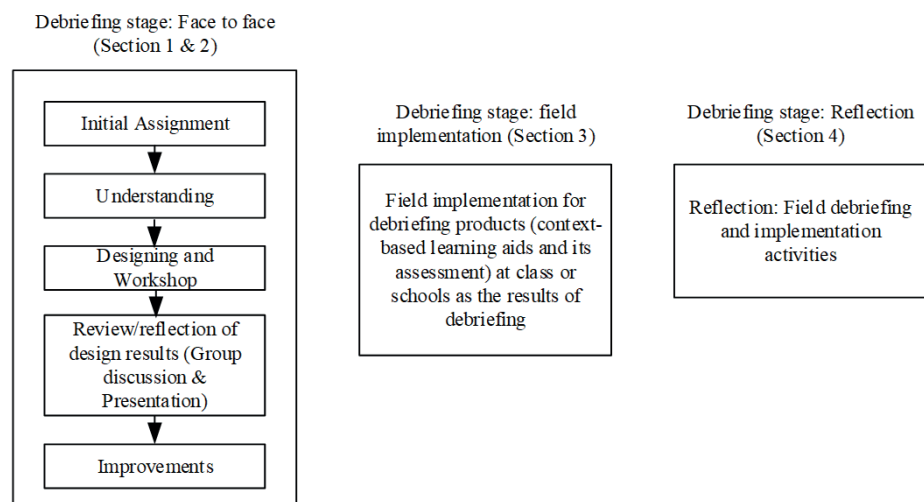 Debriefing stage: Face to face
(Section 1 & 2)
Initial Assignment
Understanding
Designing and
Workshop
Review/reflection of
design results (Group
discussion &
Presentation)
Improvements
Debriefing stage: field
implementation (Section 3)
Field implementation for
debriefing products (context-
based learning aids and its
assessment) at class or
schools as the results of
debriefing
Debriefing stage: Reflection
(Section 4)
Reflection: Field debriefing
and implementation
activities